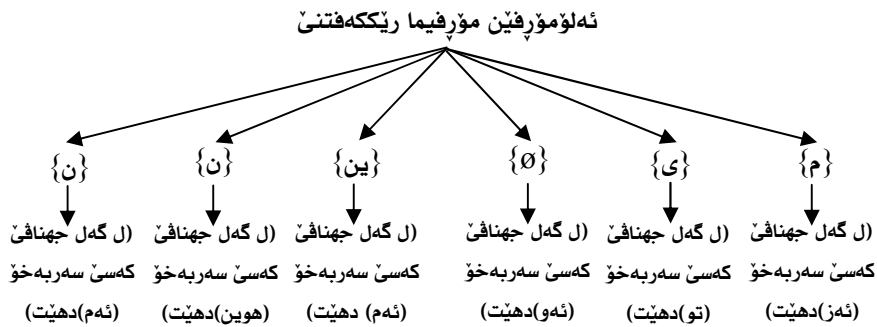 ئەلۆمۆڕفێن مۆڕفیما رێککەفتنێ
{م} {ی} {Ø} {ین} {ن} {ن}
(ل گەل جهناڤێ (ل گەل جهناڤێ (ل گەل جهناڤێ (ل گەل جهناڤێ (ل گەل جهناڤێ (ل گەل جهناڤێ
کەسێ سەربەخۆ کەسێ سەربەخۆ کەسێ سەربەخۆ کەسێ سەربەخۆ کەسێ سەربەخۆ کەسێ سەربەخۆ
(ئەز)دهێت) (تو)دهێت) (ئەو)دهێت) (ئەم) دهێت) (هوین)دهێت) (ئەم)دهێت)